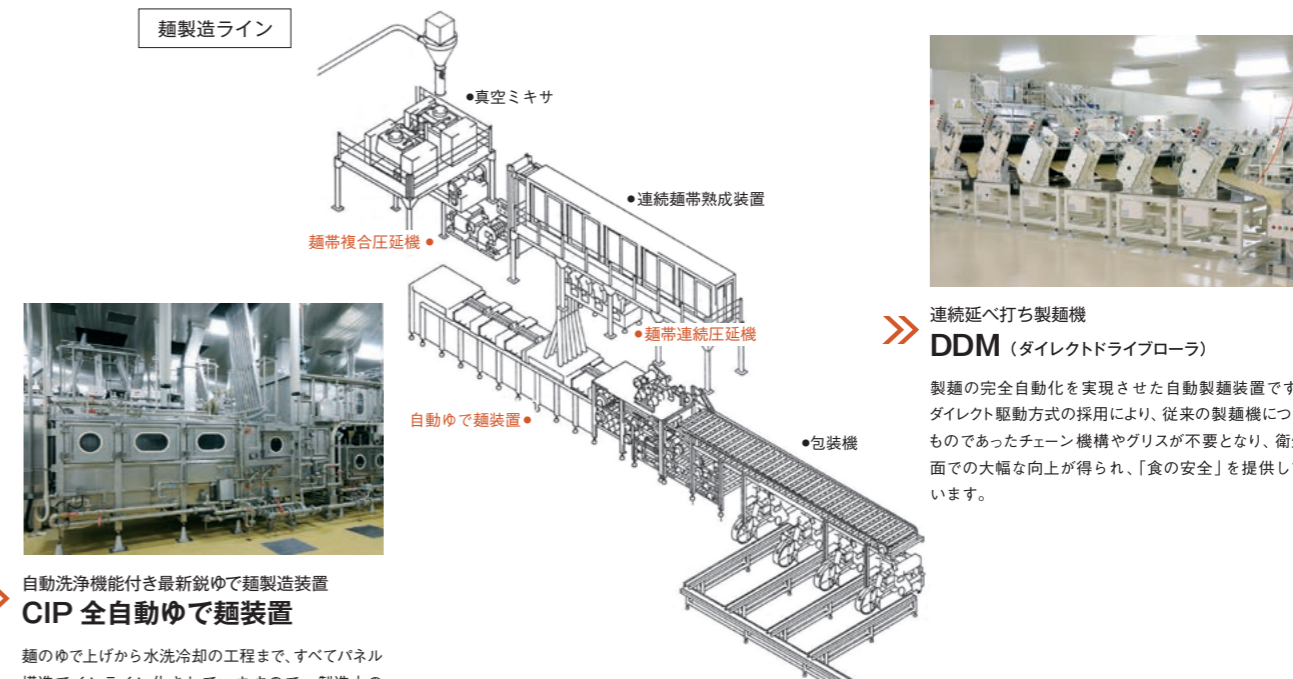 麺製造ライン
●真空ミキサ
●連続麺帯熟成装置
麺帯複合圧延機●
●麺帯連続圧延機
自動ゆで麺装置●
●包装機
連続延べ打ち製麺機
DDM（ダイレクトドライブローラ）
製麺の完全自動化を実現させた自動製麺装置です
ダイレクト駆動方式の採用により、従来の製麺機につ
ものであったチェーン機構やグリスが不要となり、衛
面での大幅な向上が得られ、「食の安全」を提供し
います。
自動洗浄機能付き最新鋭ゆで麺製造装置
CIP 全自動ゆで麺装置
麺のゆで上げから水洗冷却の工程まで、すべてパネル